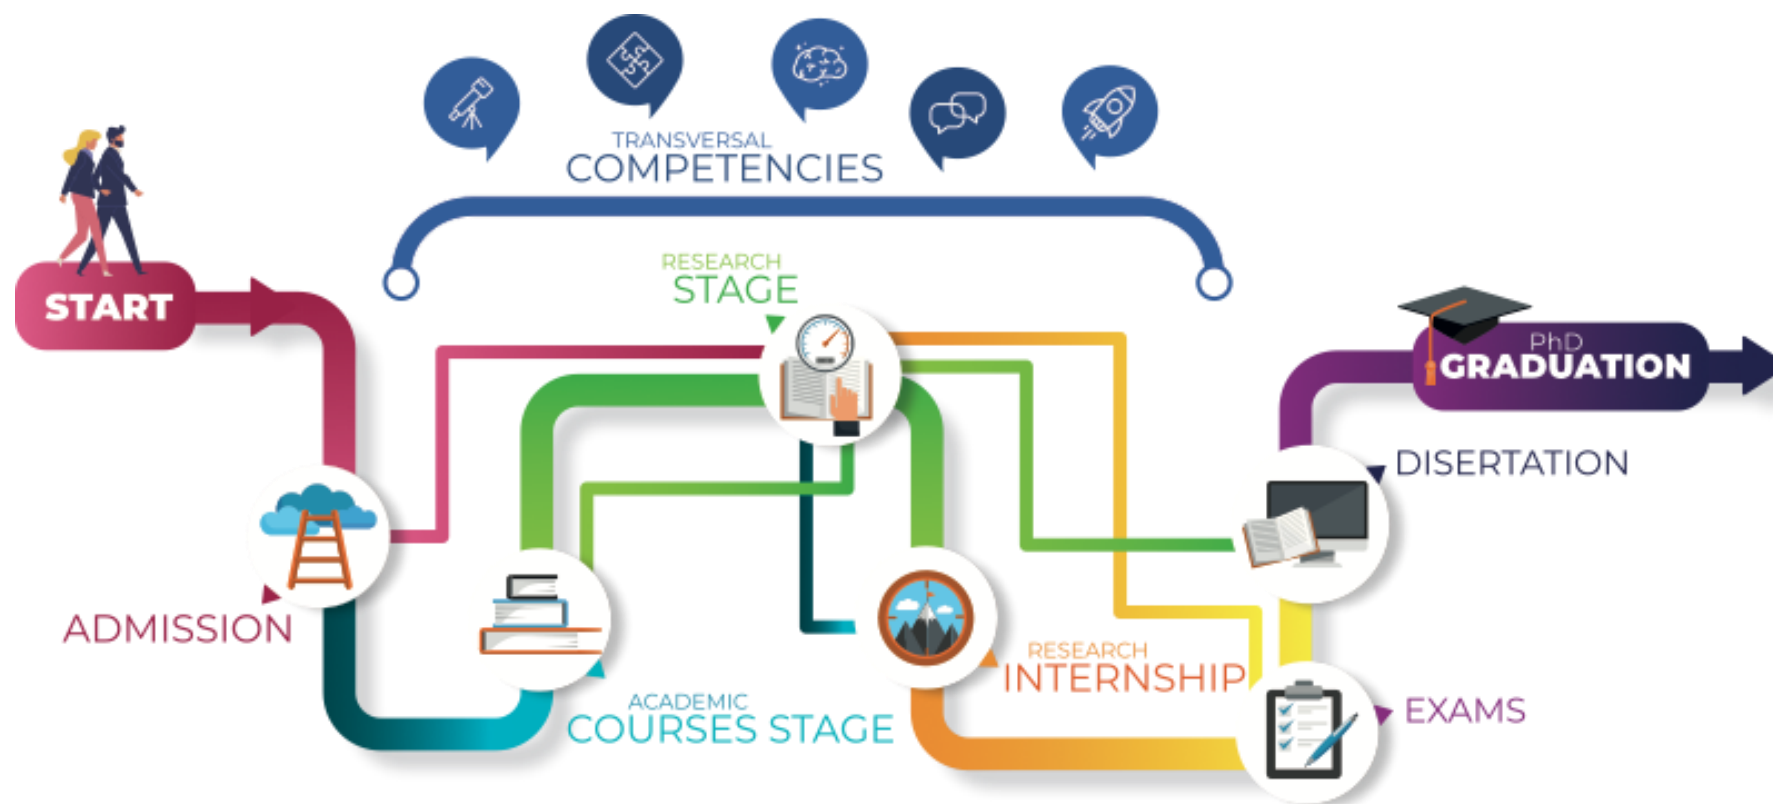 TRANSVERSAL
COMPETENCIES
START
RESEARCH
STAGE
PhD
GRADUATION
DISERTATION
ADMISSION
RESEARCH
INTERNSHIP
ACADEMIC
COURSES STAGE
EXAMS